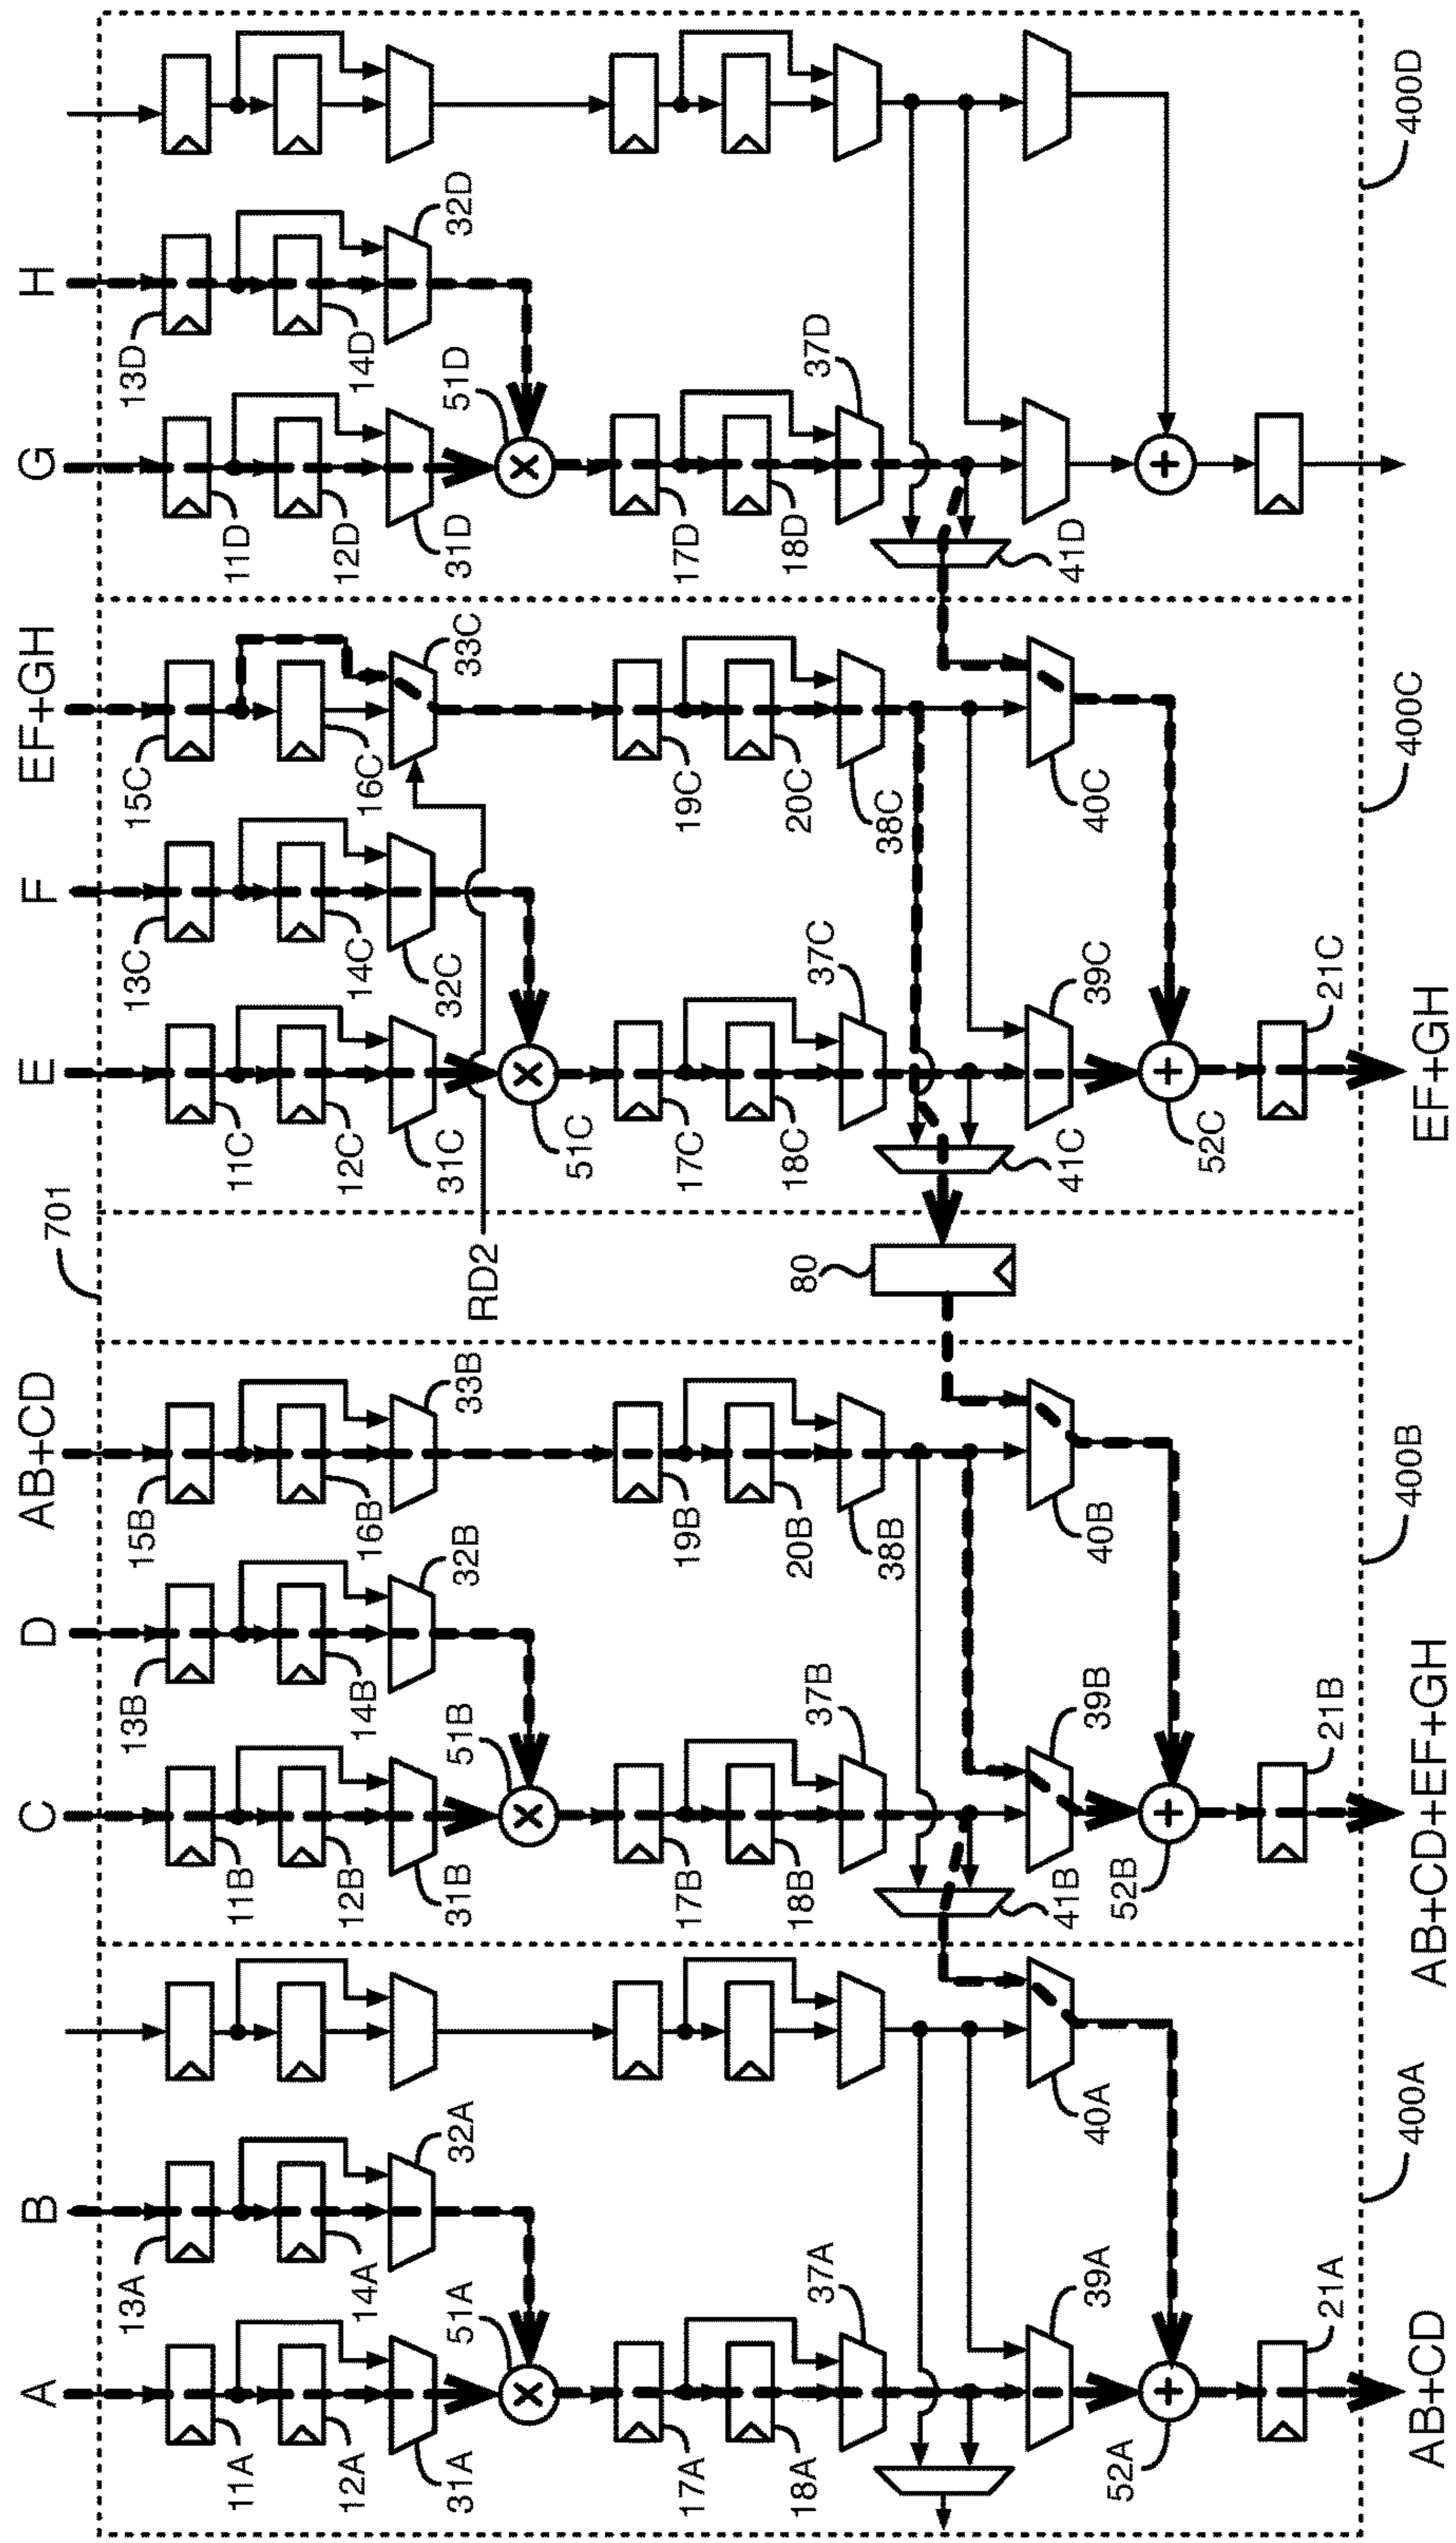 A B C D AB+CD E F EF+GH G H
701
13A 13B 15B 13C 15C 13D
11A 11B 11C 11D
12A 14A 12B 14B 16B 12C 14C 16C 12D 14D
31A 51A 32A 31B 51B 32B 33B RD2 31C 32C 33C 31D 51D 32D
51C
17A 17B 19B 17C 19C 17D
18A 37A 18B 37B 20B 80 18C 37C 20C 18D 37D
38B 38C
39A 40A 41B 39B 40B 41C 39C 40C 41D
52A 52B 52C
21A 21B 21C
400A 400B 400C 400D
AB+CD AB+CD+EF+GH EF+GH